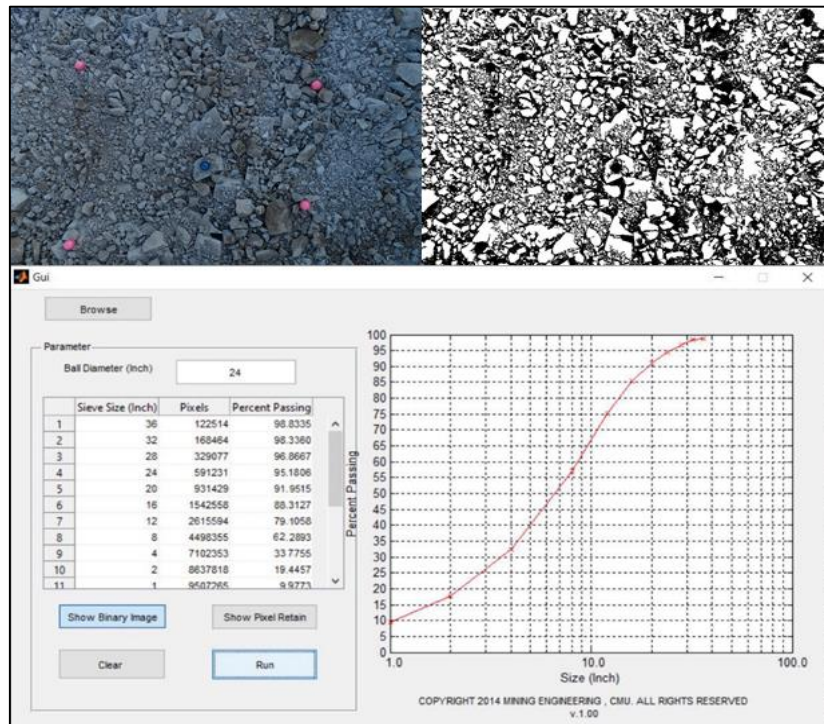 Gui
Browse
Parameter
Ball Diameter (Inch) 24
Sieve Size (Inch) Pixels Percent Passing
1 36 122514 98.8335
2 32 168464 98.3360
3 28 329077 96.8667
4 24 591231 95.1806
5 20 931429 91.9515
6 16 1542558 88.3127
7 12 2615594 79.1058
8 8 4498355 62.2893
9 4 7102353 33.7755
10 2 8637818 19.4457
11 1 9507265 9.9773
Show Binary Image Show Pixel Retain
Clear Run
Percent Passing
100
95
90
85
80
75
70
65
60
55
50
45
40
35
30
25
20
15
10
5
0
1.0 10.0 100.0
Size (Inch)
COPYRIGHT 2014 MINING ENGINEERING , CMU. ALL RIGHTS RESERVED
v.1.00